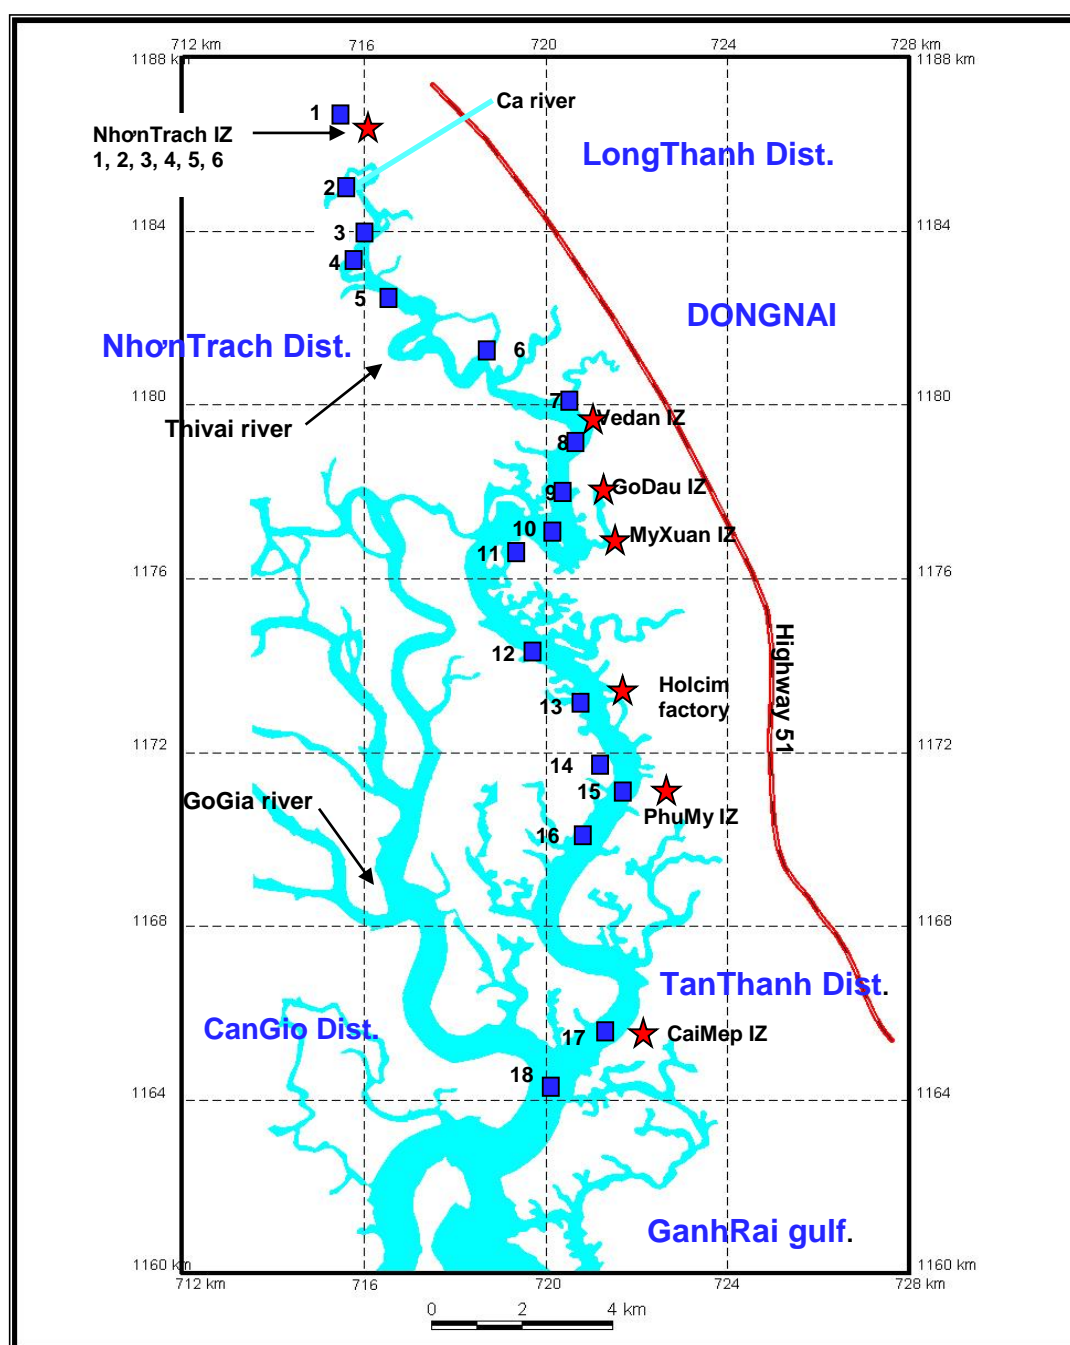 712 km 716 720 724 728 km
1188 km 1188 km
Ca river
1
NhơnTrach IZ
1, 2, 3, 4, 5, 6
LongThanh Dist.
2
1184 3 1184
4
5
DONGNAI
NhơnTrach Dist. 6
1180 7 1180
Vedan IZ
Thivai river 8
9 GoDau IZ
10 MyXuan IZ
11
1176 1176
12
Highway 51
Holcim
factory
13
1172 1172
14
15
GoGia river PhuMy IZ
16
1168 1168
TanThanh Dist.
CanGio Dist. 17 CaiMep IZ
18
1164 1164
GanhRai gulf.
1160 km 1160 km
712 km 716 720 724 728 km
0 2 4 km